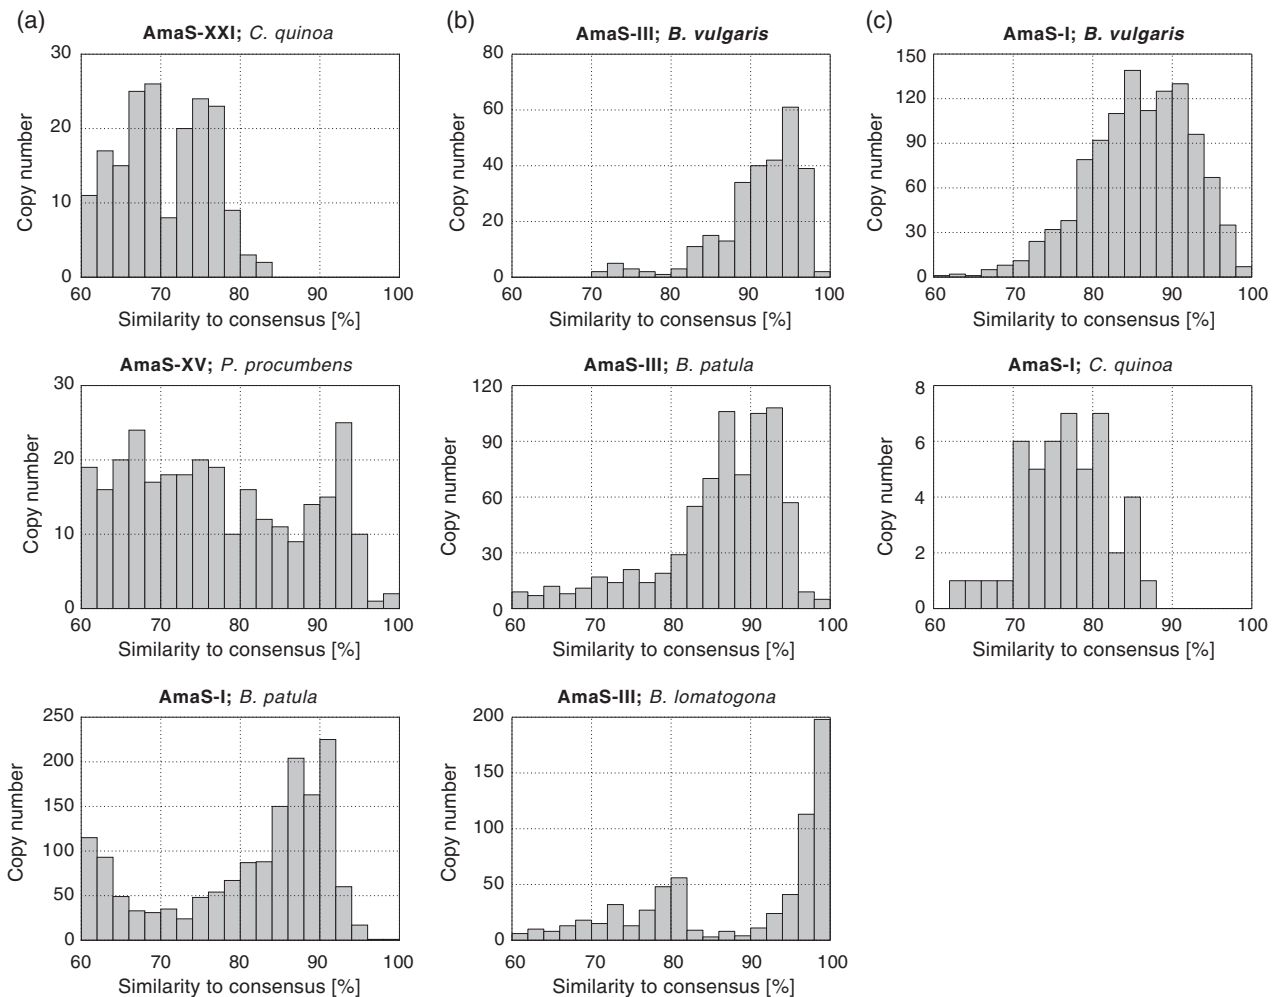 (a)
AmaS-XXI; C. quinoa
30
20
10
0
Copy number
60 70 80 90 100
Similarity to consensus [%]
AmaS-XV; P. procumbens
30
20
10
0
Copy number
60 70 80 90 100
Similarity to consensus [%]
AmaS-I; B. patula
250
200
150
100
50
0
Copy number
60 70 80 90 100
Similarity to consensus [%]
(b)
AmaS-III; B. vulgaris
80
60
40
20
0
Copy number
60 70 80 90 100
Similarity to consensus [%]
AmaS-III; B. patula
120
90
60
30
0
Copy number
60 70 80 90 100
Similarity to consensus [%]
AmaS-III; B. lomatogona
200
150
100
50
0
Copy number
60 70 80 90 100
Similarity to consensus [%]
(c)
AmaS-I; B. vulgaris
150
120
90
60
30
0
Copy number
60 70 80 90 100
Similarity to consensus [%]
AmaS-I; C. quinoa
8
6
4
2
0
Copy number
60 70 80 90 100
Similarity to consensus [%]